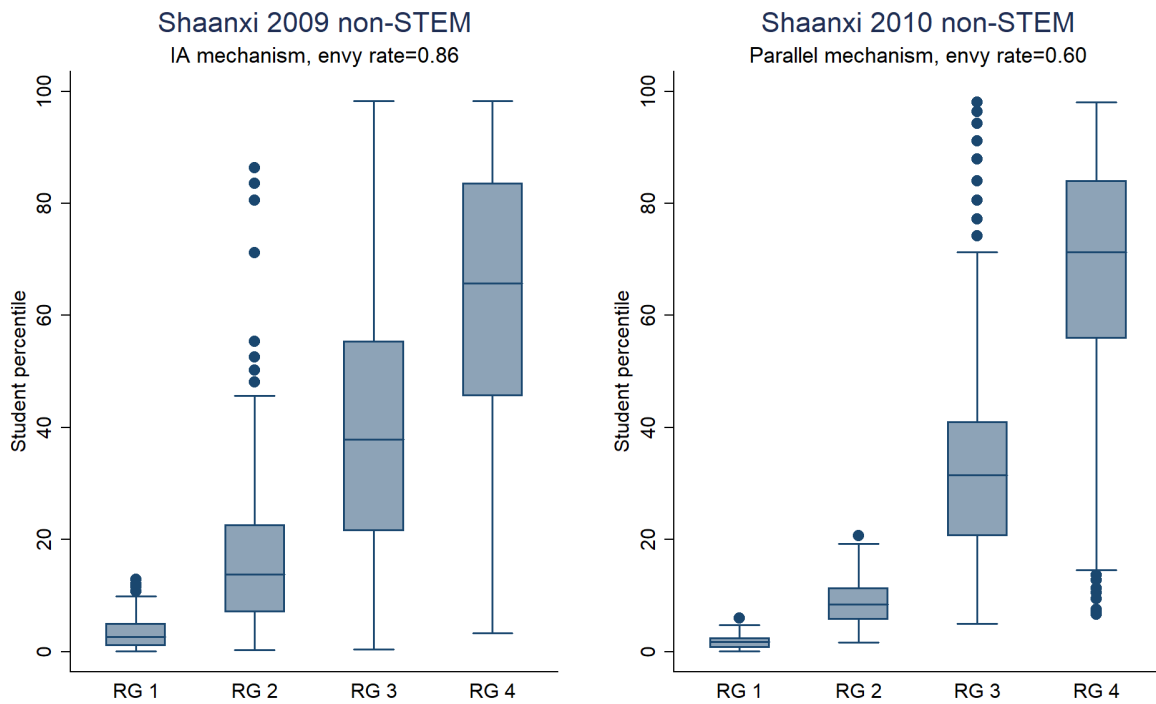 Shaanxi 2009 non-STEM
IA mechanism, envy rate=0.86
Student percentile
100
80
60
40
20
0
RG 1 RG 2 RG 3 RG 4
Shaanxi 2010 non-STEM
Parallel mechanism, envy rate=0.60
Student percentile
100
80
60
40
20
0
RG 1 RG 2 RG 3 RG 4